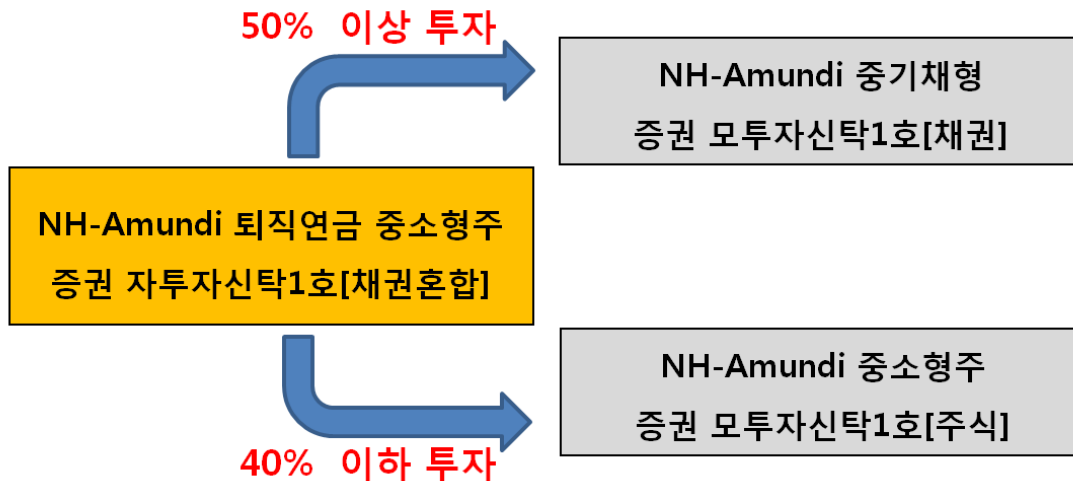 50% 이상 투자
NH-Amundi 중기채형
증권 모투자신탁1호[채권]
NH-Amundi 퇴직연금 중소형주
증권 자투자신탁1호[채권혼합]
NH-Amundi 중소형주
증권 모투자신탁1호[주식]
40% 이하 투자